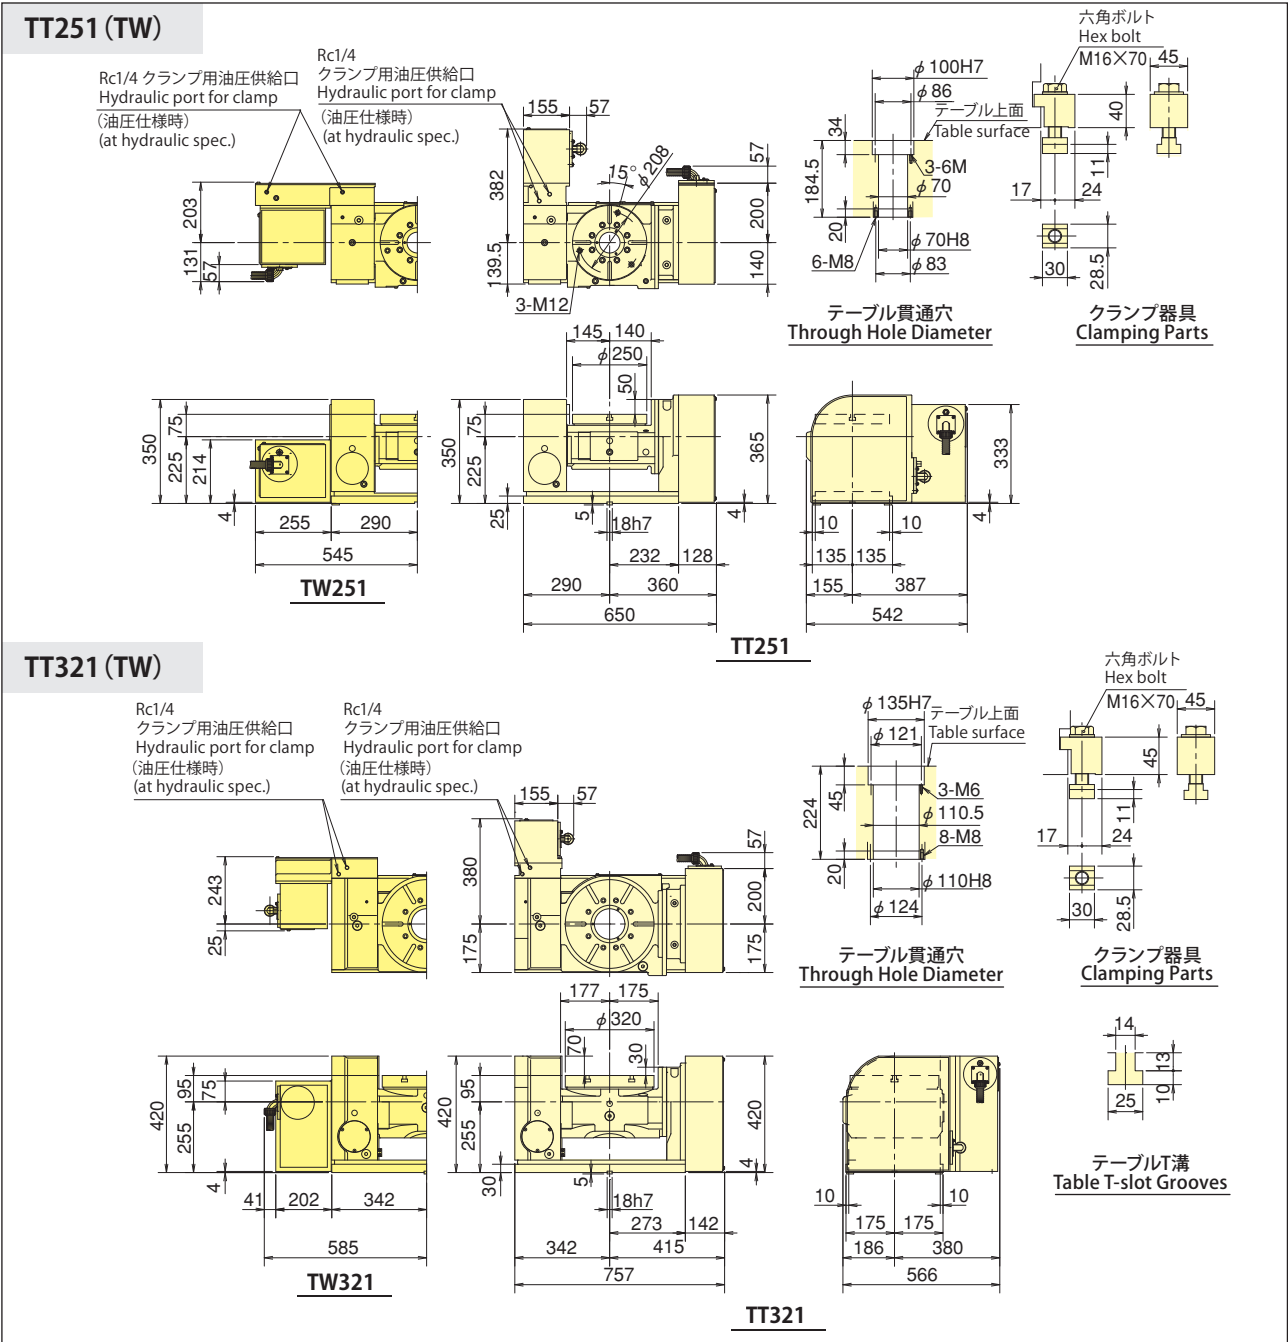 TT251（TW）
Rc1/4 クランプ用油圧供給口
Hydraulic port for clamp
（油圧仕様時）
(at hydraulic spec.)
Rc1/4
クランプ用油圧供給口
Hydraulic port for clamp
（油圧仕様時）
(at hydraulic spec.)
203
131
57
155
57
382
139.5
15°
φ208
57
200
140
3-M12
φ100H7
φ86
テーブル上面
Table surface
34
184.5
20
3-6M
φ70
6-M8
φ70H8
φ83
テーブル貫通穴
Through Hole Diameter
六角ボルト
Hex bolt
M16×70
45
40
11
17
24
30
28.5
クランプ器具
Clamping Parts
350
75
225
214
4
255
290
545
TW251
145
140
φ250
50
350
75
225
25
5
18h7
365
4
232
128
290
360
650
TT251
333
4
10
10
135
135
155
387
542
TT321（TW）
Rc1/4
クランプ用油圧供給口
Hydraulic port for clamp
（油圧仕様時）
(at hydraulic spec.)
Rc1/4
クランプ用油圧供給口
Hydraulic port for clamp
（油圧仕様時）
(at hydraulic spec.)
243
25
155
57
380
175
57
200
175
φ135H7
φ121
テーブル上面
Table surface
224
45
20
3-M6
φ110.5
8-M8
φ110H8
φ124
テーブル貫通穴
Through Hole Diameter
六角ボルト
Hex bolt
M16×70
45
45
11
17
24
30
28.5
クランプ器具
Clamping Parts
420
95
75
255
4
41
202
342
585
TW321
177
175
φ320
70
30
420
95
255
30
5
18h7
420
4
273
142
342
415
757
TT321
10
10
175
175
186
380
566
14
13
10
25
テーブルT溝
Table T-slot Grooves